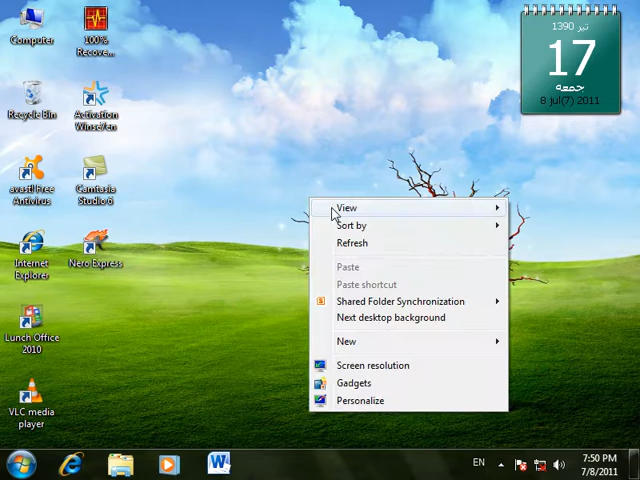 Computer
100%
Recove...
Recycle Bin
Activation
Winse7en
avast! Free
Antivirus
Camtasia
Studio 6
Internet
Explorer
Nero Express
Lunch Office
2010
VLC media
player
تیر 1390
17
جمعه
8 jul(7) 2011
View
Sort by
Refresh
Paste
Paste shortcut
Shared Folder Synchronization
Next desktop background
New
Screen resolution
Gadgets
Personalize
EN
7:50 PM
7/8/2011